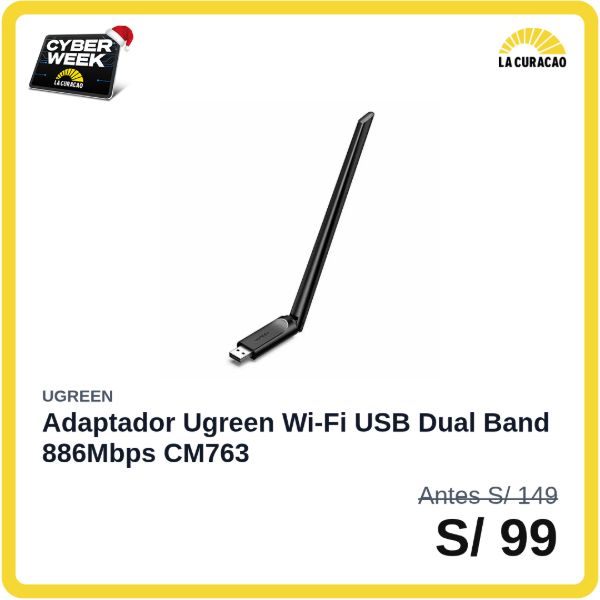 CYBER
WEEK
LA CURACAO
LA CURACAO
UGREEN
Adaptador Ugreen Wi-Fi USB Dual Band
886Mbps CM763
Antes S/ 149
S/ 99